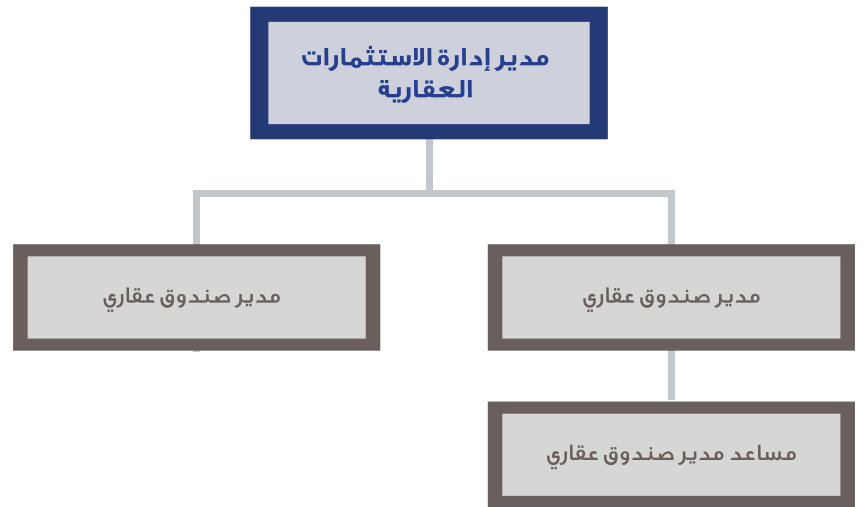 مدير إدارة الاستثمارات
العقارية
مدير صندوق عقاري
مدير صندوق عقاري
مساعد مدير صندوق عقاري